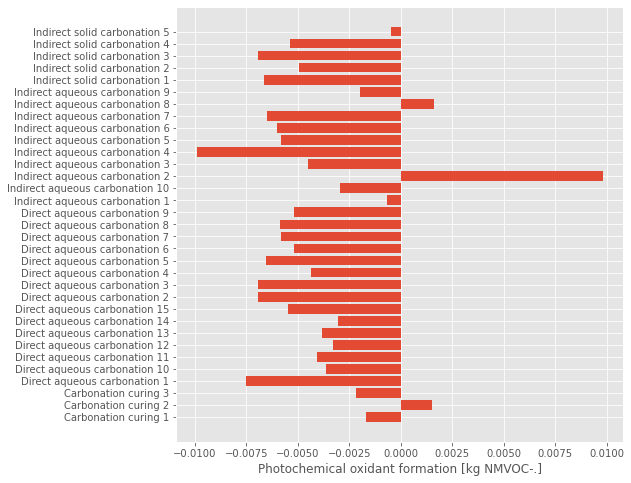 Indirect solid carbonation 5
Indirect solid carbonation 4
Indirect solid carbonation 3
Indirect solid carbonation 2
Indirect solid carbonation 1
Indirect aqueous carbonation 9
Indirect aqueous carbonation 8
Indirect aqueous carbonation 7
Indirect aqueous carbonation 6
Indirect aqueous carbonation 5
Indirect aqueous carbonation 4
Indirect aqueous carbonation 3
Indirect aqueous carbonation 2
Indirect aqueous carbonation 10
Indirect aqueous carbonation 1
Direct aqueous carbonation 9
Direct aqueous carbonation 8
Direct aqueous carbonation 7
Direct aqueous carbonation 6
Direct aqueous carbonation 5
Direct aqueous carbonation 4
Direct aqueous carbonation 3
Direct aqueous carbonation 2
Direct aqueous carbonation 15
Direct aqueous carbonation 14
Direct aqueous carbonation 13
Direct aqueous carbonation 12
Direct aqueous carbonation 11
Direct aqueous carbonation 10
Direct aqueous carbonation 1
Carbonation curing 3
Carbonation curing 2
Carbonation curing 1
−0.0100 −0.0075 −0.0050 −0.0025 0.0000 0.0025 0.0050 0.0075 0.0100
Photochemical oxidant formation [kg NMVOC-.]